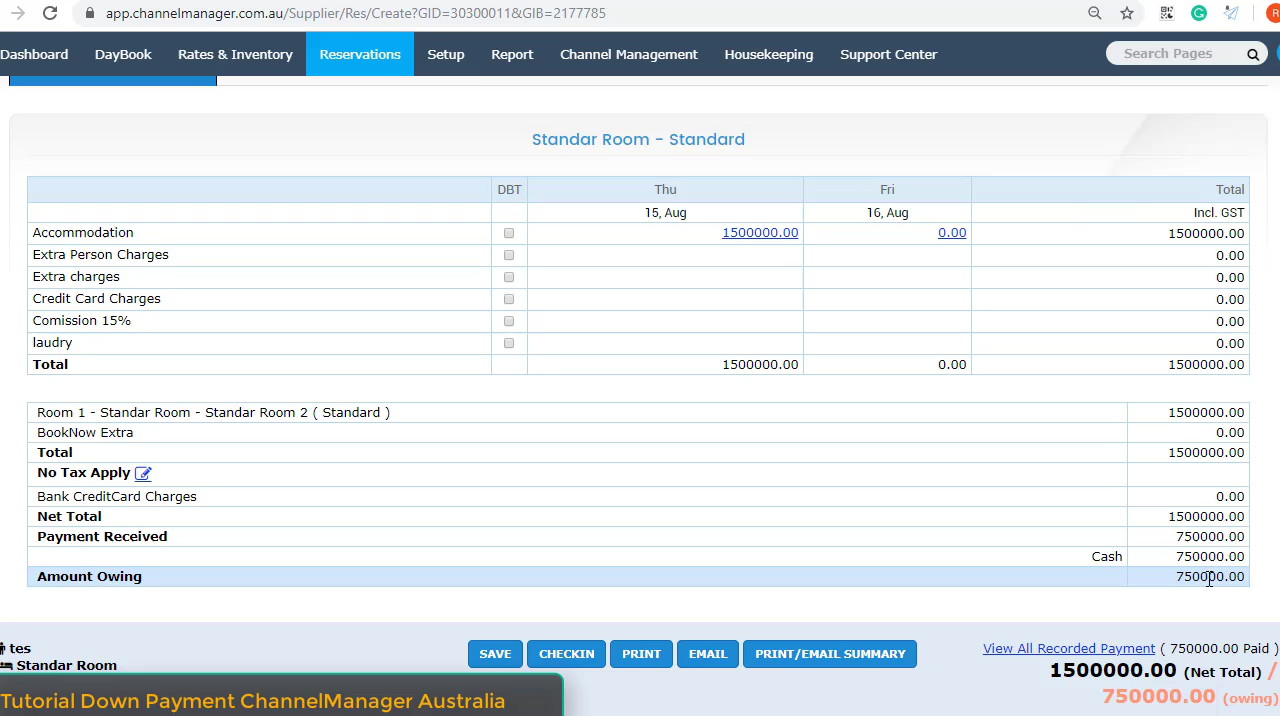 app.channelmanager.com.au/Supplier/Res/Create?GID=30300011&GIB=2177785
Dashboard DayBook Rates & Inventory Reservations Setup Report Channel Management Housekeeping Support Center Search Pages
Standar Room - Standard
DBT Thu Fri Total
15, Aug 16, Aug Incl. GST
Accommodation 1500000.00 0.00 1500000.00
Extra Person Charges 0.00
Extra charges 0.00
Credit Card Charges 0.00
Comission 15% 0.00
laudry 0.00
Total 1500000.00 0.00 1500000.00
Room 1 - Standar Room - Standar Room 2 ( Standard ) 1500000.00
BookNow Extra 0.00
Total 1500000.00
No Tax Apply
Bank CreditCard Charges 0.00
Net Total 1500000.00
Payment Received 750000.00
Cash 750000.00
Amount Owing 750000.00
tes SAVE CHECKIN PRINT EMAIL PRINT/EMAIL SUMMARY View All Recorded Payment ( 750000.00 Paid )
Standar Room 1500000.00 (Net Total) /
750000.00 (owing)
Tutorial Down Payment ChannelManager Australia